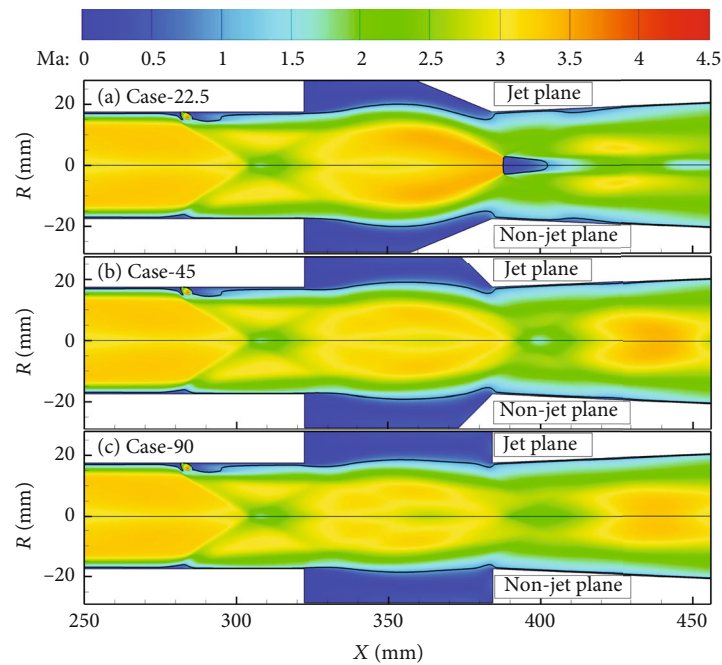 Ma: 0 0.5 1 1.5 2 2.5 3 3.5 4 4.5
(a) Case-22.5
Jet plane
Non-jet plane
20
0
−20
R (mm)
(b) Case-45
Jet plane
Non-jet plane
20
0
−20
R (mm)
(c) Case-90
Jet plane
Non-jet plane
20
0
−20
R (mm)
250 300 350 400 450
X (mm)